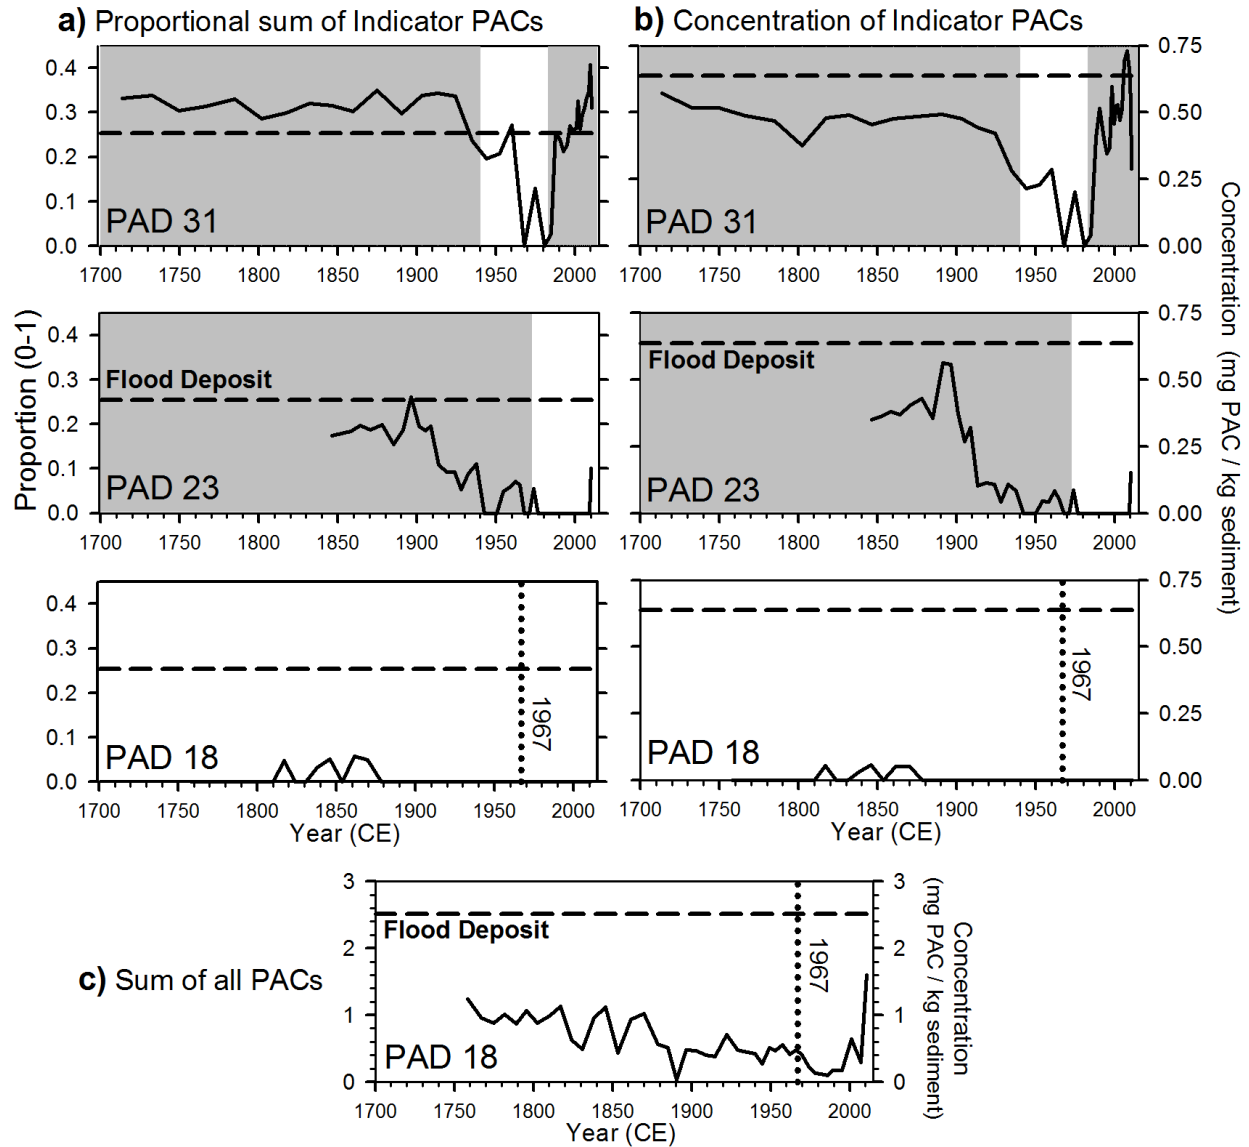 a) Proportional sum of Indicator PACs
b) Concentration of Indicator PACs
0.4
0.3
0.2
0.1
0.0
PAD 31
1700 1750 1800 1850 1900 1950 2000
0.75
0.50
0.25
0.00
PAD 31
1700 1750 1800 1850 1900 1950 2000
Proportion (0-1)
0.4
0.3
0.2
0.1
0.0
Flood Deposit
PAD 23
1700 1750 1800 1850 1900 1950 2000
0.75
0.50
0.25
0.00
Flood Deposit
PAD 23
1700 1750 1800 1850 1900 1950 2000
Concentration (mg PAC / kg sediment)
0.4
0.3
0.2
0.1
0.0
1967
PAD 18
1700 1750 1800 1850 1900 1950 2000
Year (CE)
0.75
0.50
0.25
0.00
1967
PAD 18
1700 1750 1800 1850 1900 1950 2000
Year (CE)
c) Sum of all PACs
3
2
1
0
Flood Deposit
1967
PAD 18
3
2
1
0
1700 1750 1800 1850 1900 1950 2000
Year (CE)
Concentration
(mg PAC / kg sediment)